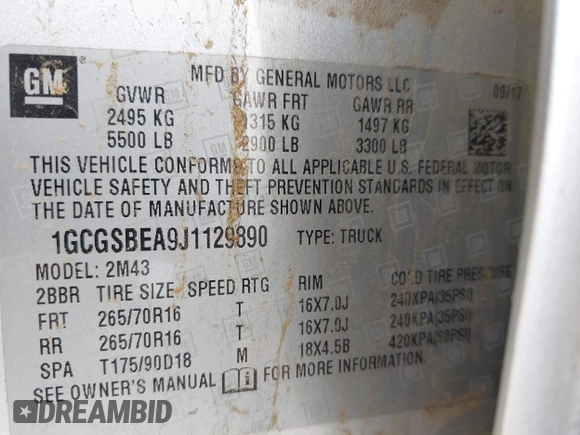 GM
MFD BY GENERAL MOTORS LLC 09/17
GVWR GAWR FRT GAWR RR
2495 KG 1315 KG 1497 KG
5500 LB 2900 LB 3300 LB
THIS VEHICLE CONFORMS TO ALL APPLICABLE U.S. FEDERAL MOTOR
VEHICLE SAFETY AND THEFT PREVENTION STANDARDS IN EFFECT ON
THE DATE OF MANUFACTURE SHOWN ABOVE.
1GCGSBEA9J1129890 TYPE: TRUCK
MODEL: 2M43
2BBR TIRE SIZE SPEED RTG RIM COLD TIRE PRESSURE
FRT 265/70R16 T 16X7.0J 240KPA(35PSI)
RR 265/70R16 T 16X7.0J 240KPA(35PSI)
SPA T175/90D18 M 18X4.5B 420KPA(60PSI)
SEE OWNER'S MANUAL FOR MORE INFORMATION
DREAMBID